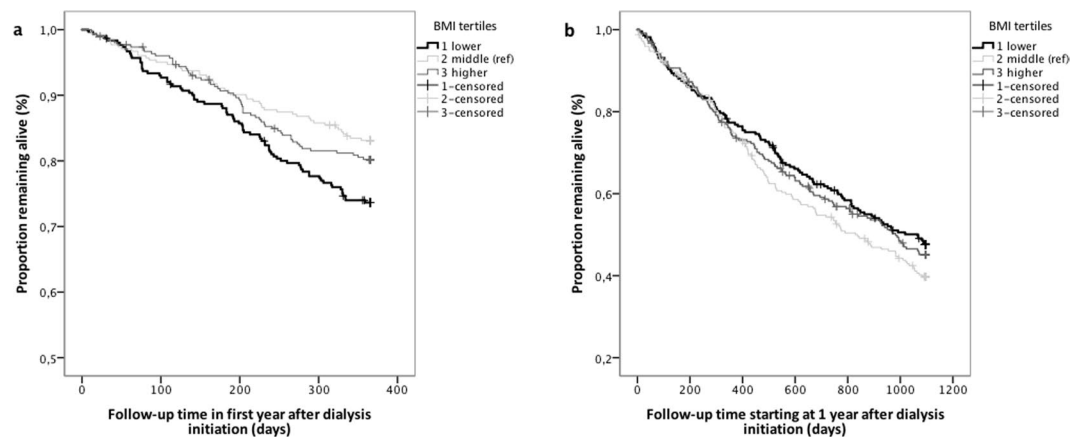 a
BMI tertiles
1 lower
2 middle (ref)
3 higher
1-censored
2-censored
3-censored
Proportion remaining alive (%)
1,0
0,9
0,8
0,7
0,6
0,5
0 100 200 300 400
Follow-up time in first year after dialysis
initiation (days)
b
BMI tertiles
1 lower
2 middle (ref)
3 higher
1-censored
2-censored
3-censored
Proportion remaining alive (%)
1,0
0,8
0,6
0,4
0,2
0 200 400 600 800 1000 1200
Follow-up time starting at 1 year after dialysis
initiation (days)